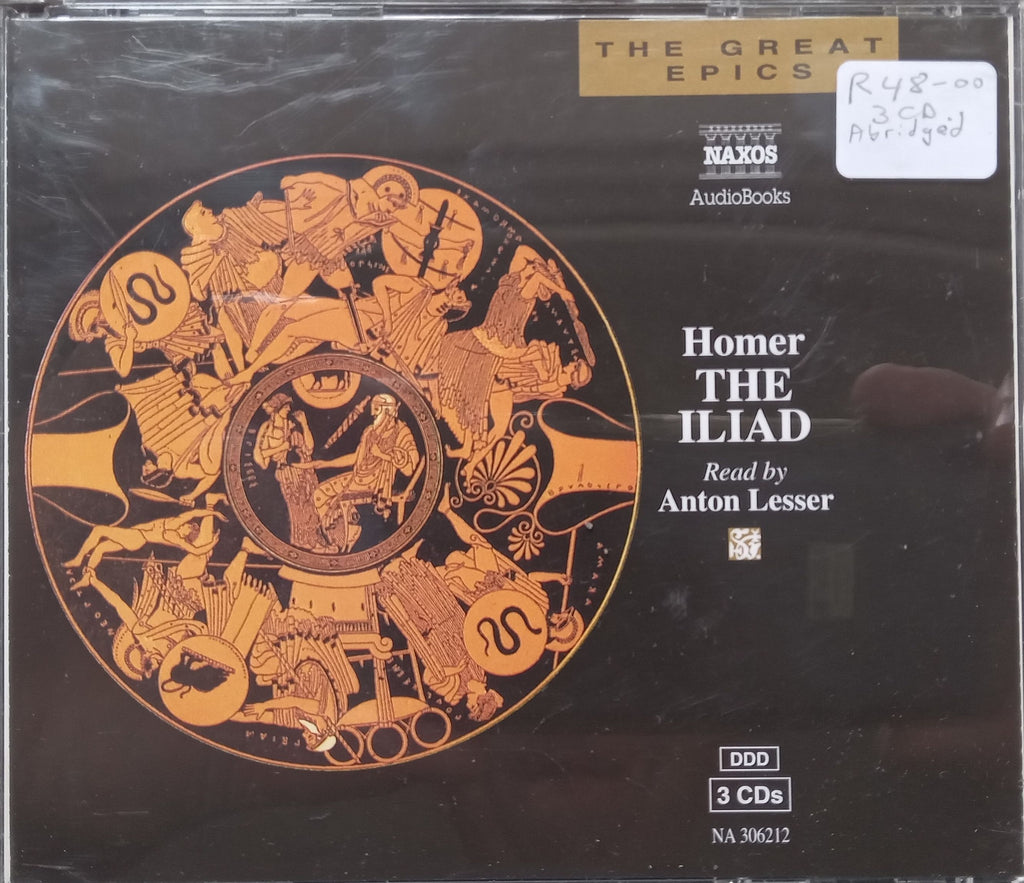 THE GREAT
EPICS
R48-00
3 CD.
Abridged
NAXOS
AudioBooks
Homer
THE
ILIAD
Read by
Anton Lesser
DDD
3 CDs
NA 306212